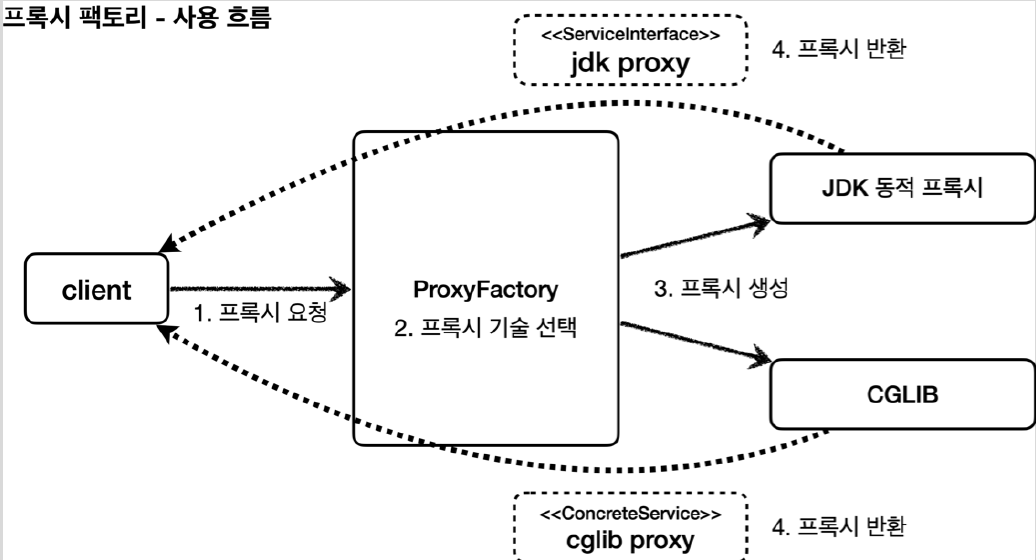 프록시 팩토리 - 사용 흐름
<<ServiceInterface>>
jdk proxy
4. 프록시 반환
JDK 동적 프록시
client
1. 프록시 요청
ProxyFactory
2. 프록시 기술 선택
3. 프록시 생성
CGLIB
<<ConcreteService>>
cglib proxy
4. 프록시 반환